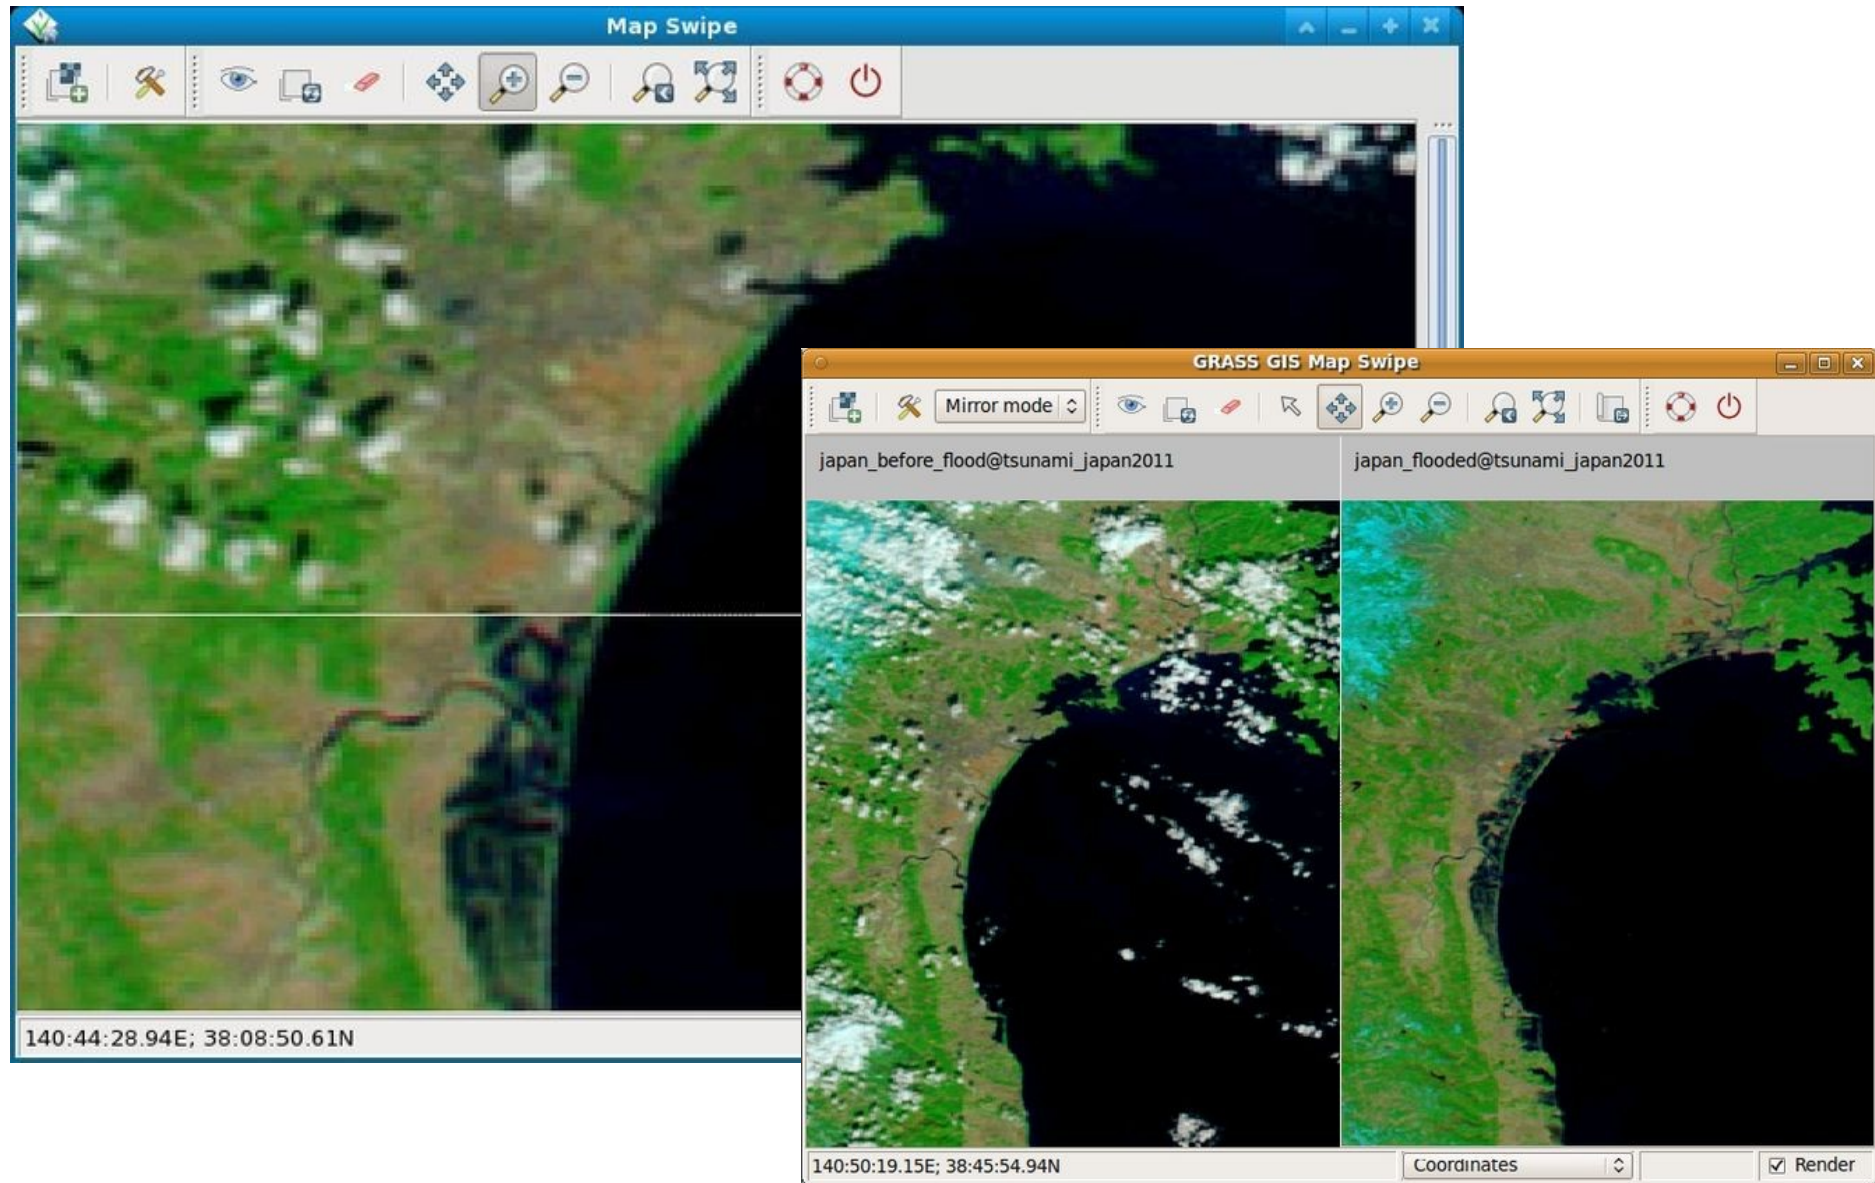 Map Swipe
GRASS GIS Map Swipe
Mirror mode
japan_before_flood@tsunami_japan2011
japan_flooded@tsunami_japan2011
140:44:28.94E; 38:08:50.61N
140:50:19.15E; 38:45:54.94N
Coordinates
Render